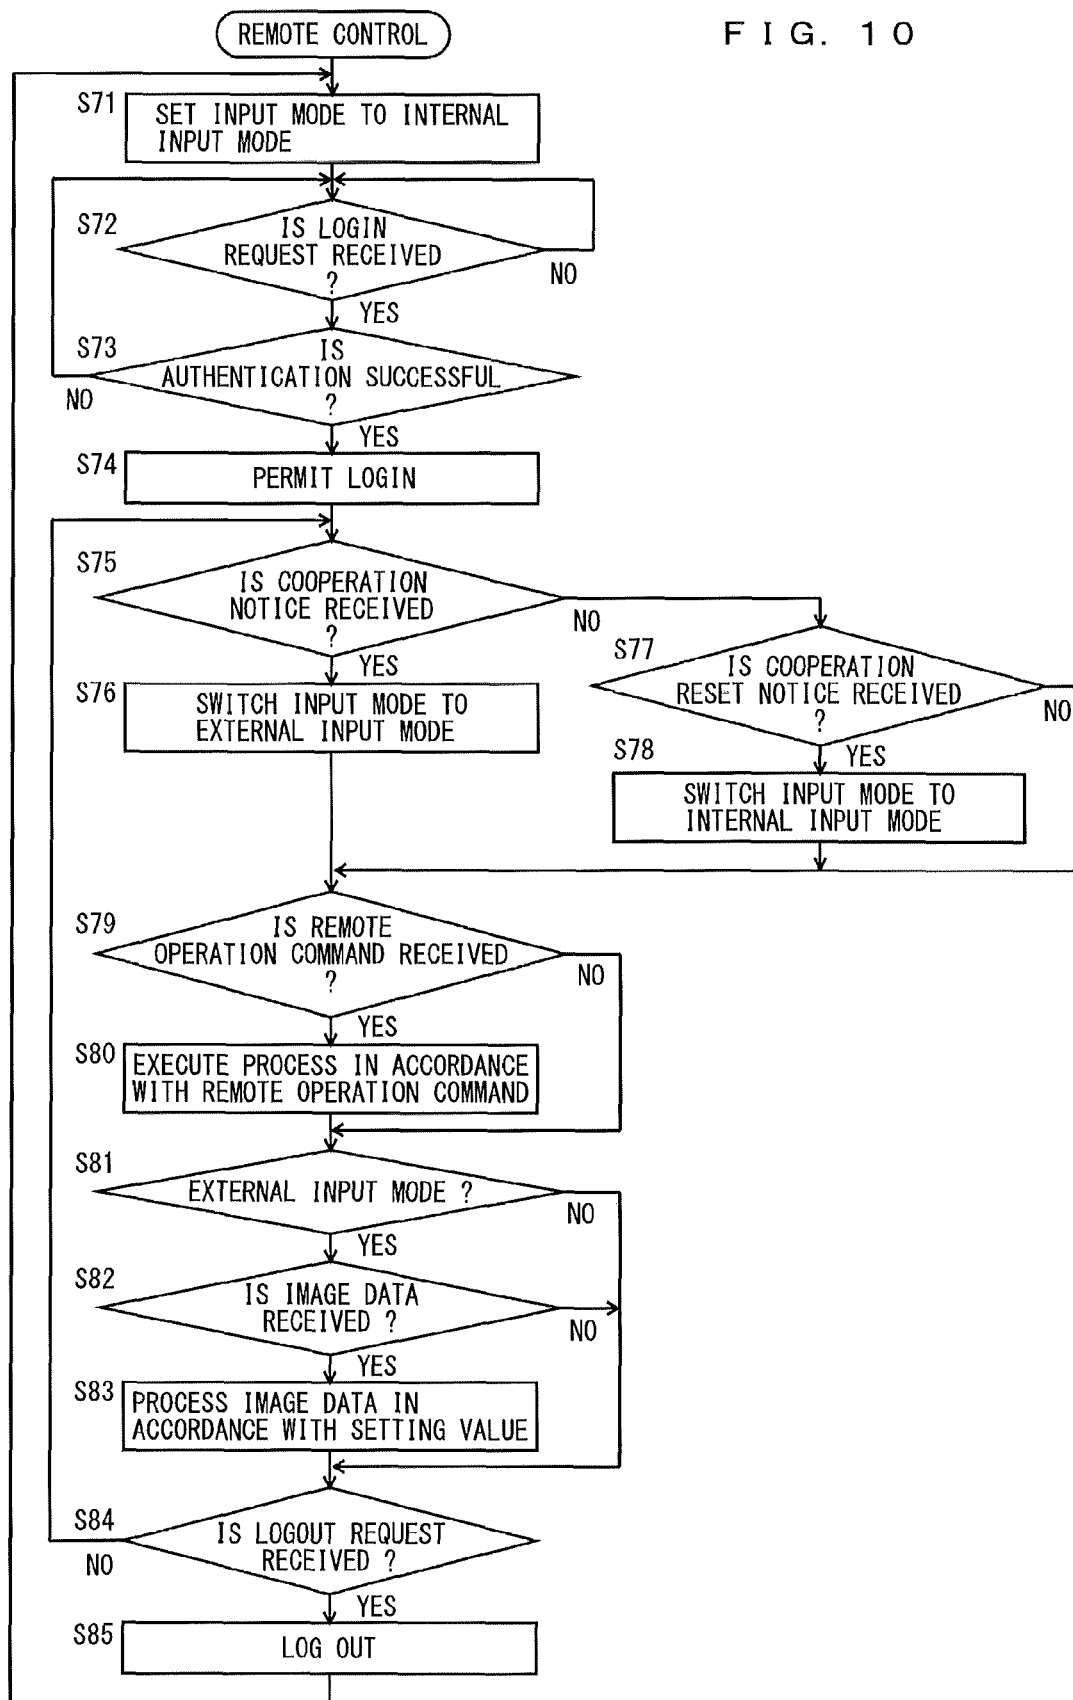 REMOTE CONTROL
FIG. 10
S71
SET INPUT MODE TO INTERNAL
INPUT MODE
S72
IS LOGIN
REQUEST RECEIVED
?
NO
YES
S73
IS
AUTHENTICATION SUCCESSFUL
?
NO
YES
S74
PERMIT LOGIN
S75
IS COOPERATION
NOTICE RECEIVED
?
NO
YES
S77
IS COOPERATION
RESET NOTICE RECEIVED
?
NO
YES
S76
SWITCH INPUT MODE TO
EXTERNAL INPUT MODE
S78
SWITCH INPUT MODE TO
INTERNAL INPUT MODE
S79
IS REMOTE
OPERATION COMMAND RECEIVED
?
NO
YES
S80
EXECUTE PROCESS IN ACCORDANCE
WITH REMOTE OPERATION COMMAND
S81
EXTERNAL INPUT MODE ?
NO
YES
S82
IS IMAGE DATA
RECEIVED ?
NO
YES
S83
PROCESS IMAGE DATA IN
ACCORDANCE WITH SETTING VALUE
S84
IS LOGOUT REQUEST
RECEIVED ?
NO
YES
S85
LOG OUT